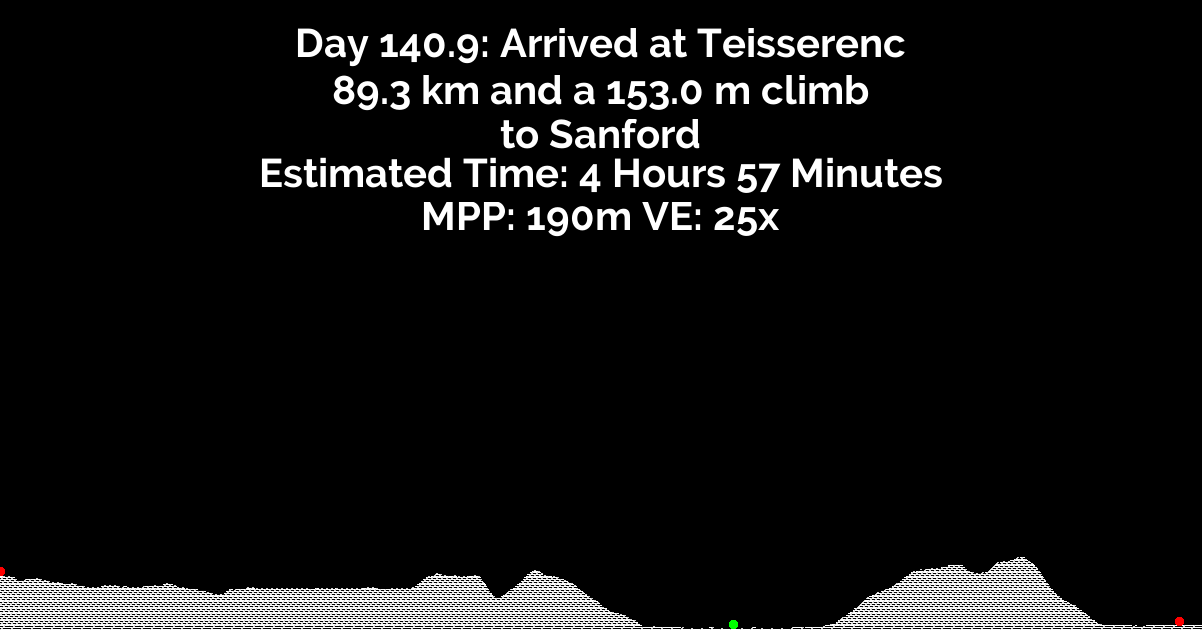 Day 140.9: Arrived at Teisserenc
89.3 km and a 153.0 m climb
to Sanford
Estimated Time: 4 Hours 57 Minutes
MPP: 190m VE: 25x